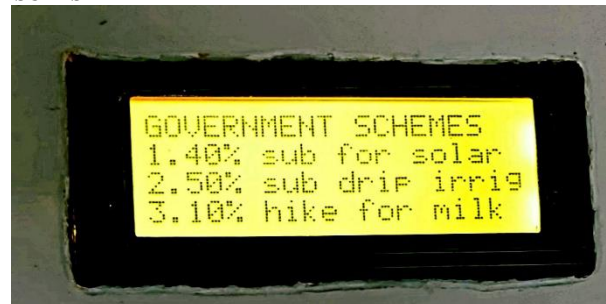 GOVERNMENT SCHEMES
1.40% sub for solar
2.50% sub drip irrig
3.10% hike for milk